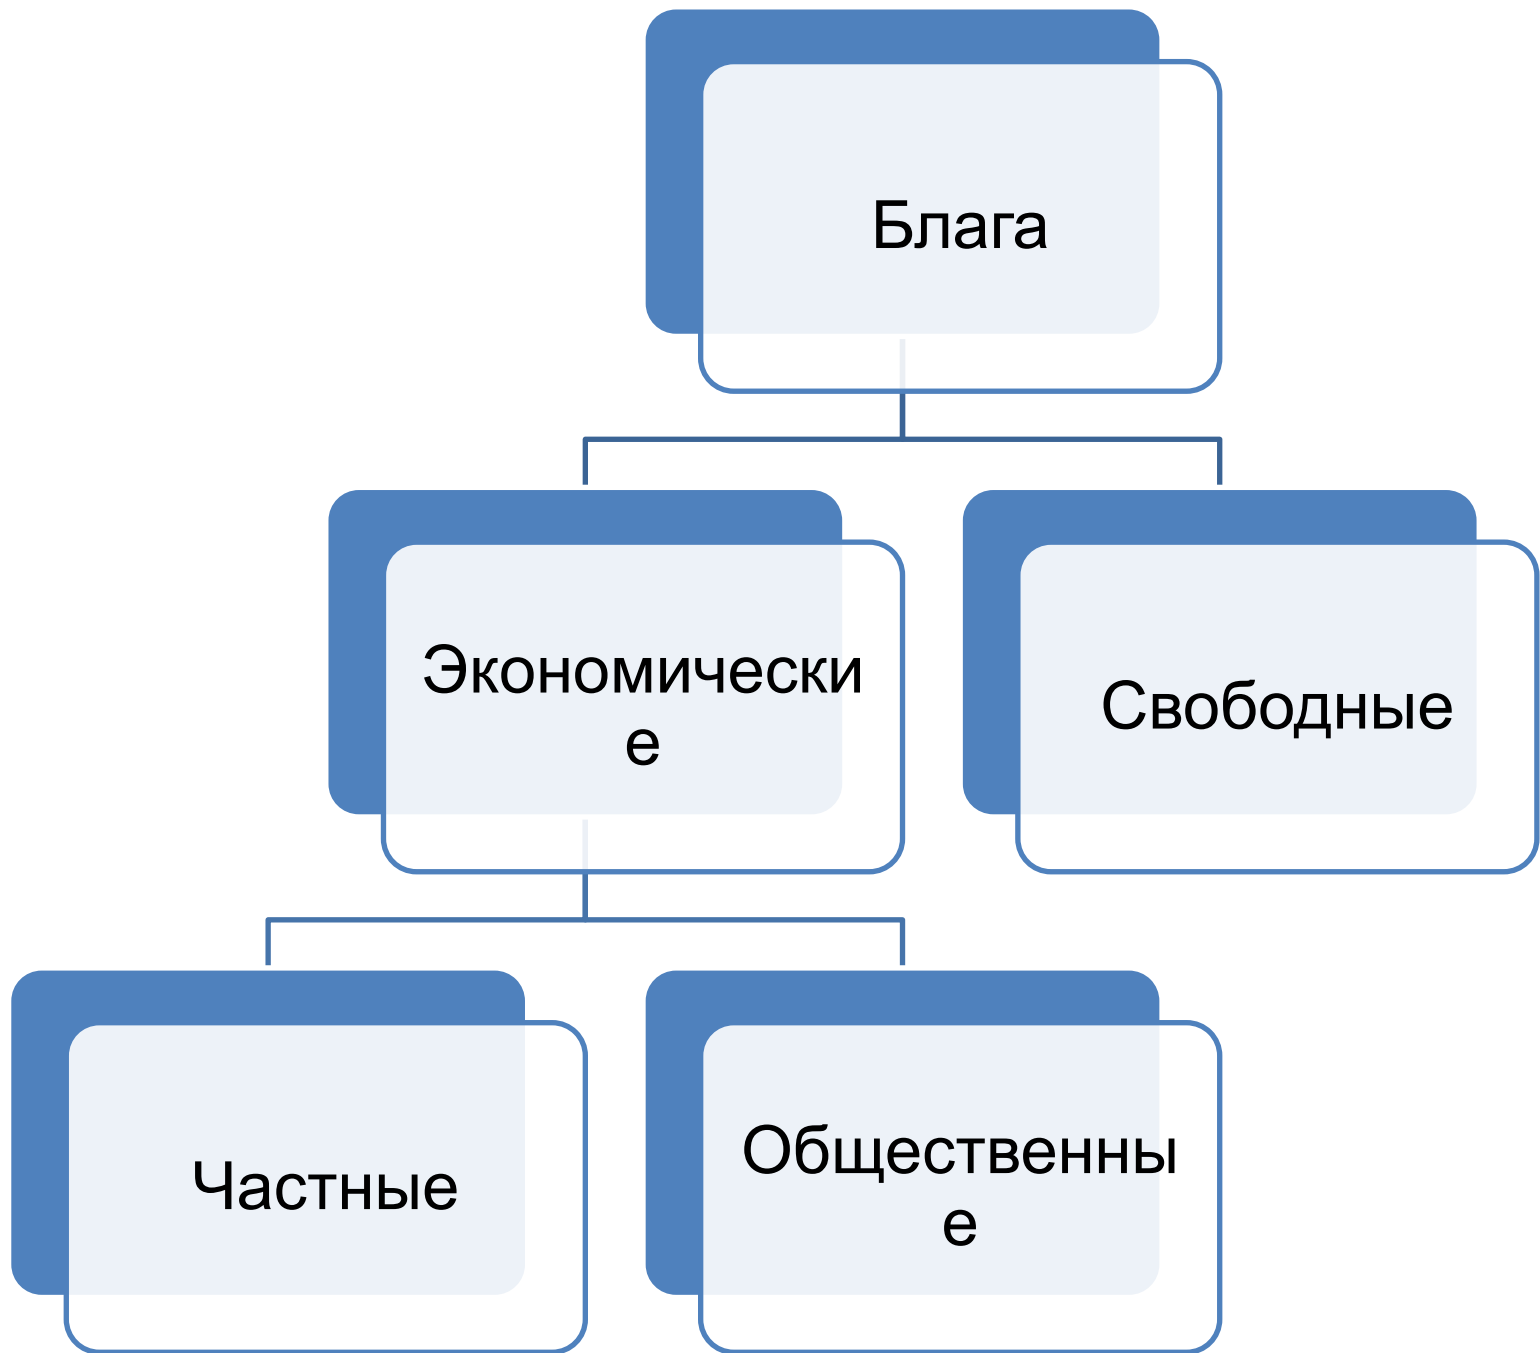 Блага
Экономически
е
Свободные
Частные
Общественны
е